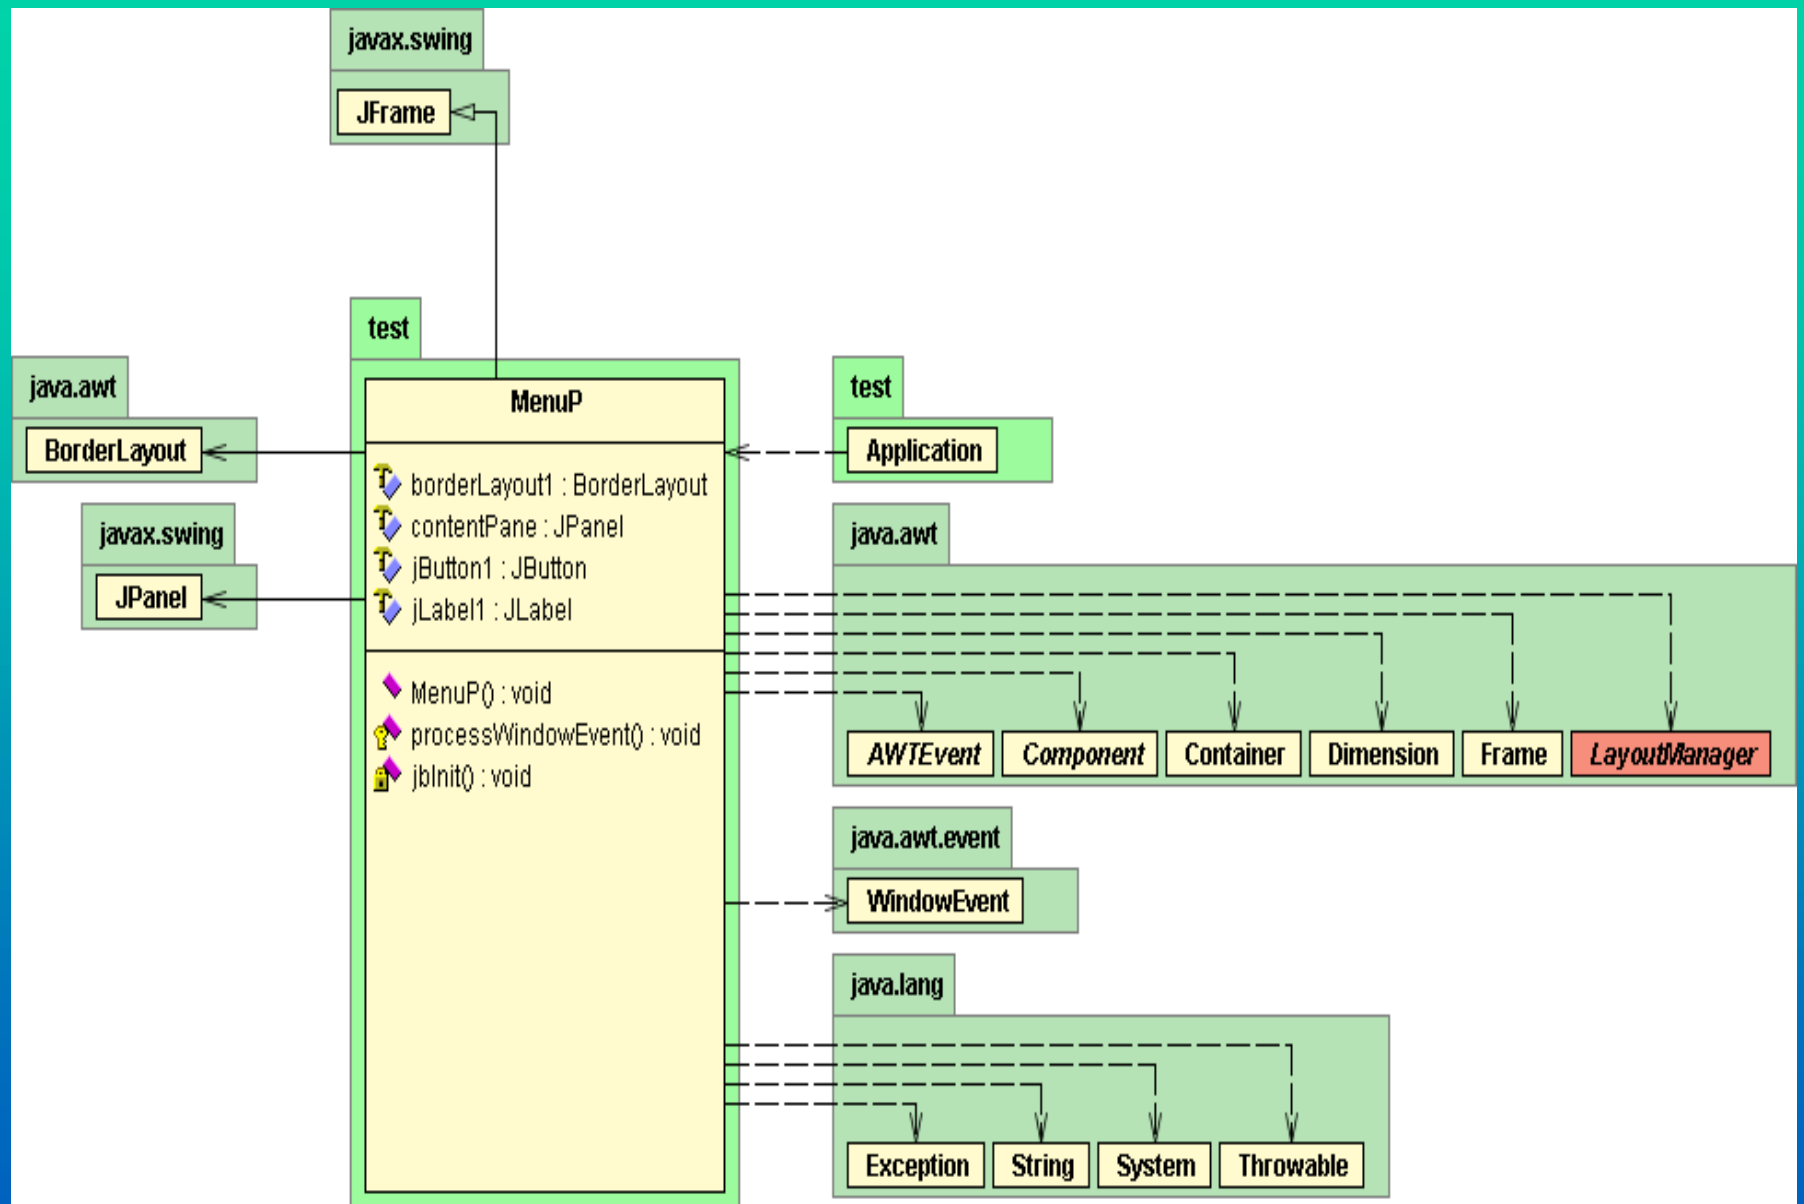 javax.swing
JFrame
test
MenuP
borderLayout1 : BorderLayout
contentPane : JPanel
jButton1 : JButton
jLabel1 : JLabel
MenuP() : void
processWindowEvent() : void
jbInit() : void
java.awt
BorderLayout
javax.swing
JPanel
test
Application
java.awt
AWTEvent Component Container Dimension Frame LayoutManager
java.awt.event
WindowEvent
java.lang
Exception String System Throwable